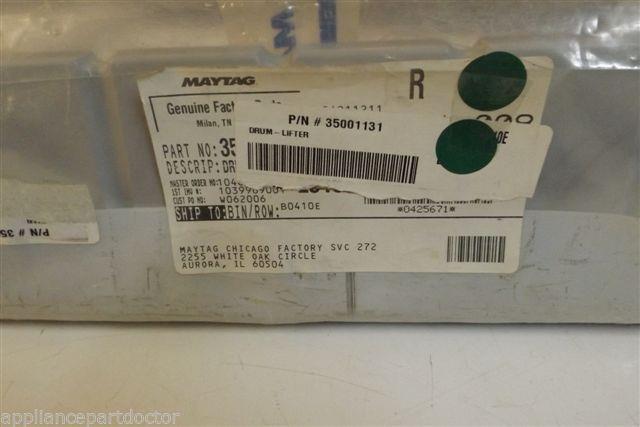 MAYTAG
R
Genuine Fact
Milan, TN
P/N # 35001131
DRUM-LIFTER
PART NO: 35
DESCRIP: DR
MASTER ORDER NO:
1ST INV #:
CUST PO NO: W062006
SHIP TO: BIN/ROW: B0410E
*0425671*
MAYTAG CHICAGO FACTORY SVC 272
2255 WHITE OAK CIRCLE
AURORA, IL 60504
P/N # 35
© appliancepartdoctor